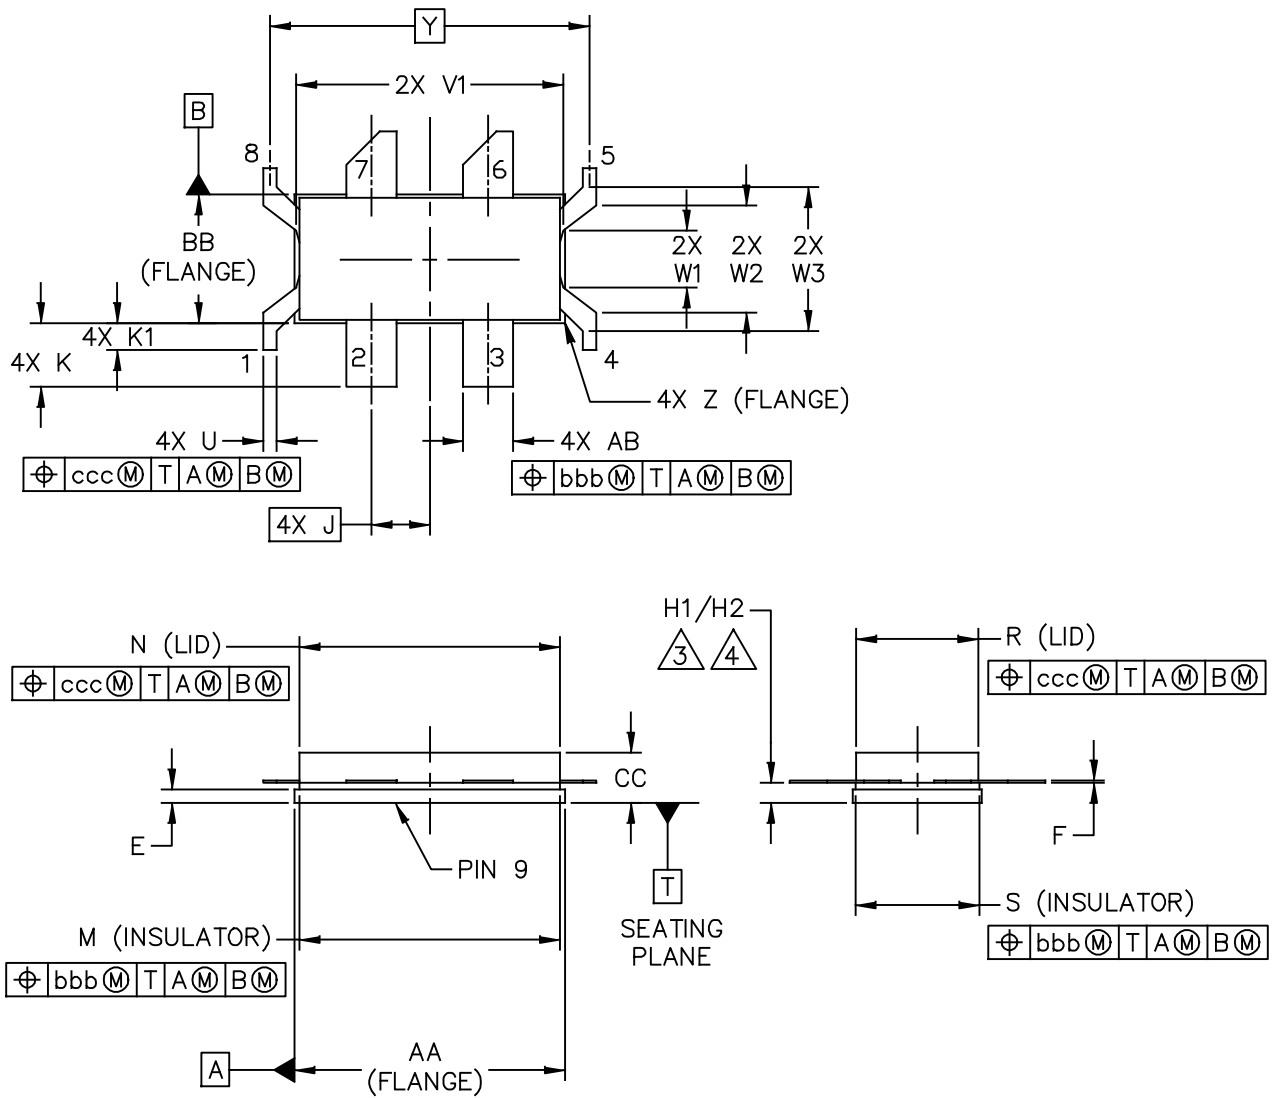 Y
2X V1
B
8
7
6
5
BB
(FLANGE)
2X
W1
2X
W2
2X
W3
4X K1
4X K
1
2
3
4
4X Z (FLANGE)
4X U
4X AB
ccc Ⓜ T A Ⓜ B Ⓜ
bbb Ⓜ T A Ⓜ B Ⓜ
4X J
N (LID)
ccc Ⓜ T A Ⓜ B Ⓜ
H1/H2
3
4
R (LID)
ccc Ⓜ T A Ⓜ B Ⓜ
CC
E
F
PIN 9
T
SEATING
PLANE
M (INSULATOR)
bbb Ⓜ T A Ⓜ B Ⓜ
S (INSULATOR)
bbb Ⓜ T A Ⓜ B Ⓜ
A
AA
(FLANGE)